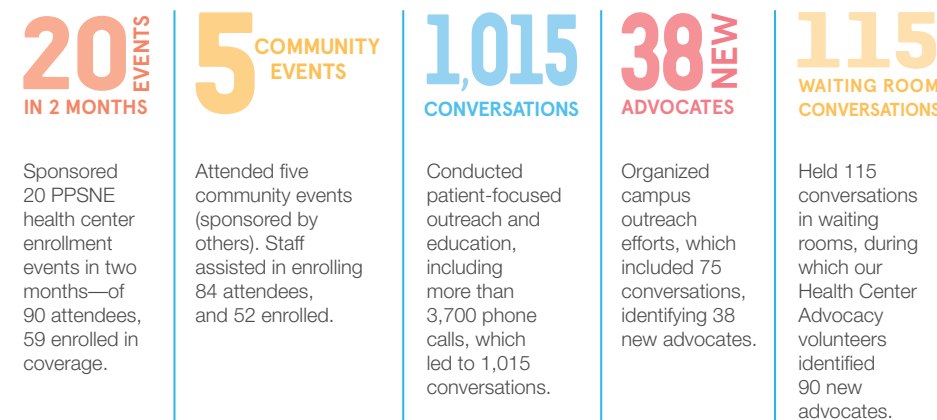 20 EVENTS
IN 2 MONTHS
Sponsored
20 PPSNE
health center
enrollment
events in two
months—of
90 attendees,
59 enrolled in
coverage.
5 COMMUNITY
EVENTS
Attended five
community events
(sponsored by
others). Staff
assisted in enrolling
84 attendees,
and 52 enrolled.
1,015
CONVERSATIONS
Conducted
patient-focused
outreach and
education,
including
more than
3,700 phone
calls, which
led to 1,015
conversations.
38 NEW
ADVOCATES
Organized
campus
outreach
efforts, which
included 75
conversations,
identifying 38
new advocates.
115
WAITING ROOM
CONVERSATIONS
Held 115
conversations
in waiting
rooms, during
which our
Health Center
Advocacy
volunteers
identified
90 new
advocates.